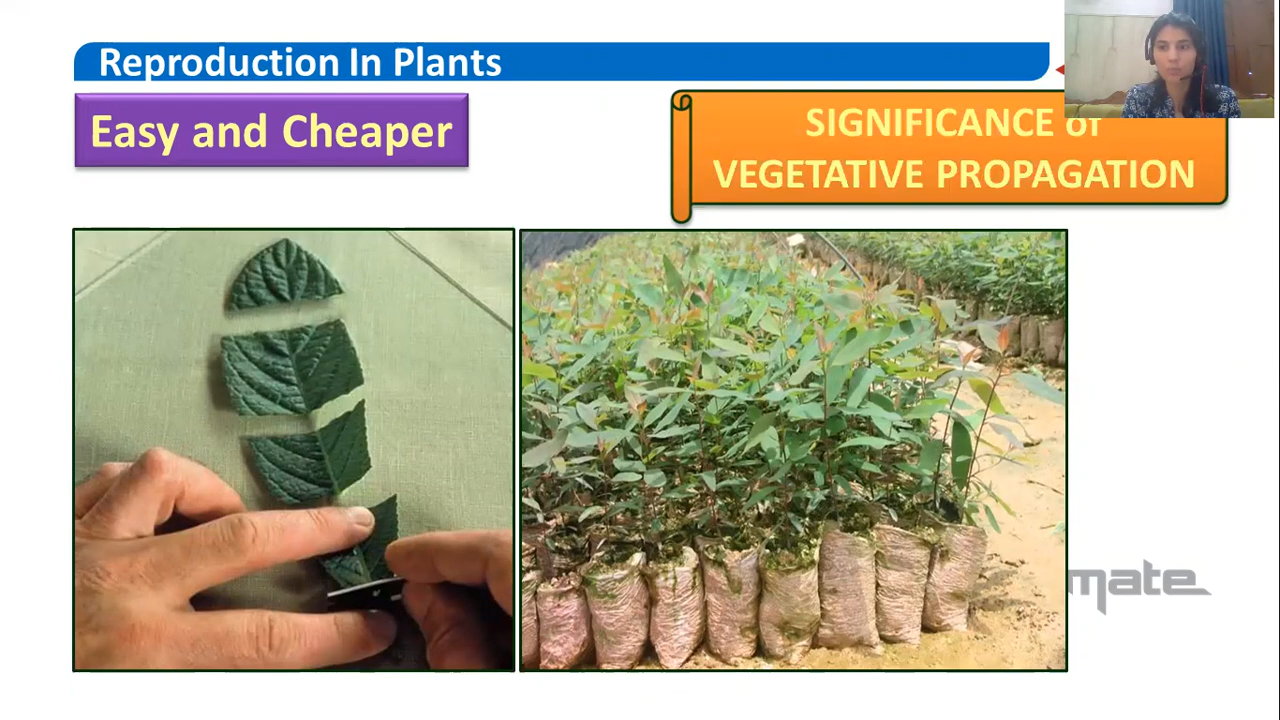 Reproduction In Plants
Easy and Cheaper
SIGNIFICANCE of
VEGETATIVE PROPAGATION
mate